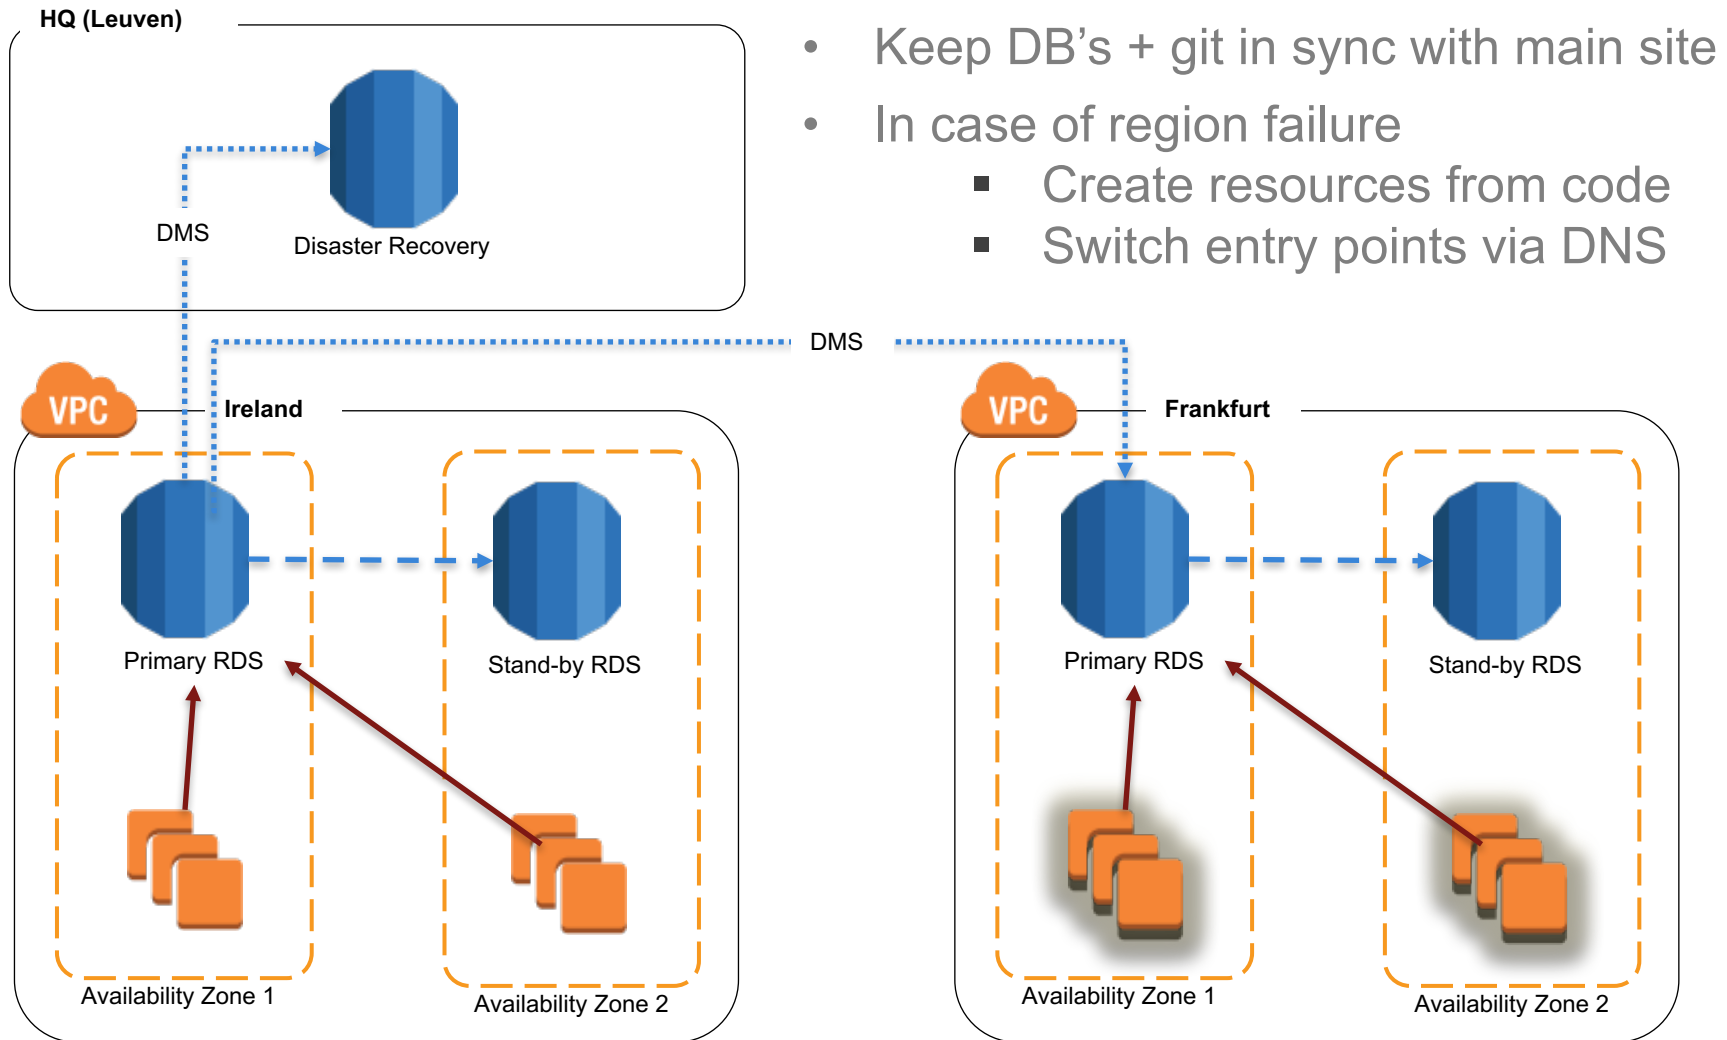 HQ (Leuven)
DMS
Disaster Recovery
• Keep DB’s + git in sync with main site
• In case of region failure
▪ Create resources from code
▪ Switch entry points via DNS
DMS
VPC
Ireland
Primary RDS
Stand-by RDS
Availability Zone 1
Availability Zone 2
VPC
Frankfurt
Primary RDS
Stand-by RDS
Availability Zone 1
Availability Zone 2